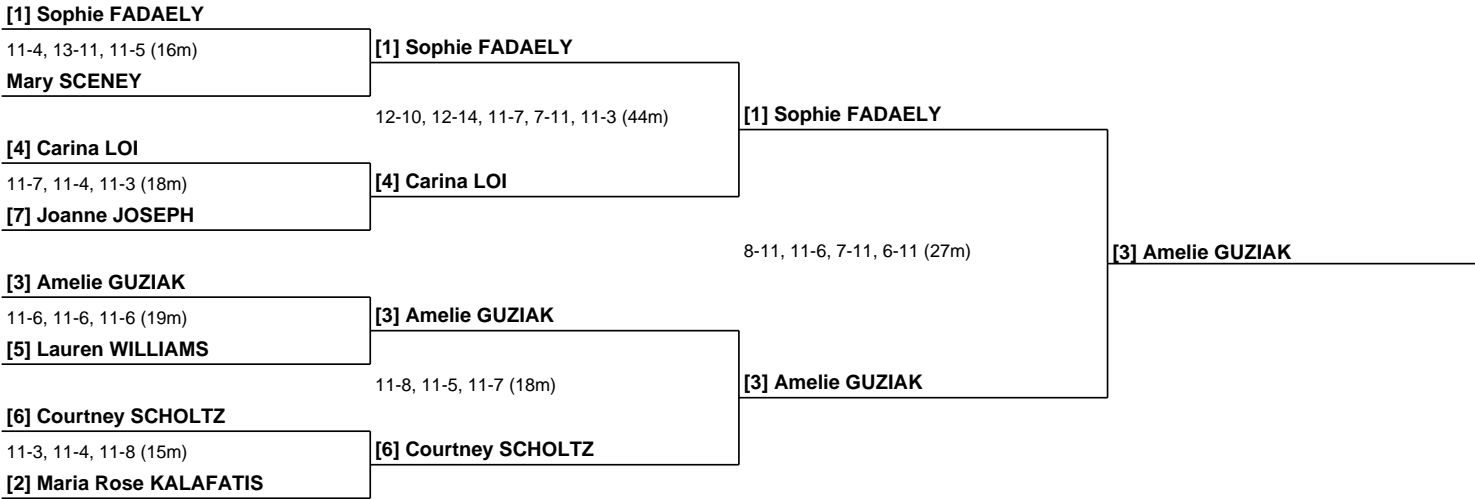 [1] Sophie FADAELY
11-4, 13-11, 11-5 (16m)
Mary SCENEY
[4] Carina LOI
11-7, 11-4, 11-3 (18m)
[7] Joanne JOSEPH
[3] Amelie GUZIAK
11-6, 11-6, 11-6 (19m)
[5] Lauren WILLIAMS
[6] Courtney SCHOLTZ
11-3, 11-4, 11-8 (15m)
[2] Maria Rose KALAFATIS
[1] Sophie FADAELY
12-10, 12-14, 11-7, 7-11, 11-3 (44m)
[4] Carina LOI
[3] Amelie GUZIAK
11-8, 11-5, 11-7 (18m)
[6] Courtney SCHOLTZ
[1] Sophie FADAELY
8-11, 11-6, 7-11, 6-11 (27m)
[3] Amelie GUZIAK
[3] Amelie GUZIAK